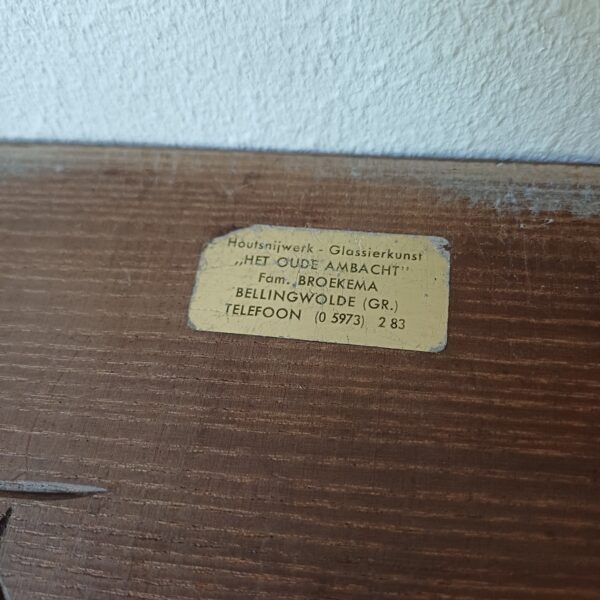 Houtsnijwerk - Glassierkunst
„HET OUDE AMBACHT"
Fam. BROEKEMA
BELLINGWOLDE (GR.)
TELEFOON (0 5973) 2 83